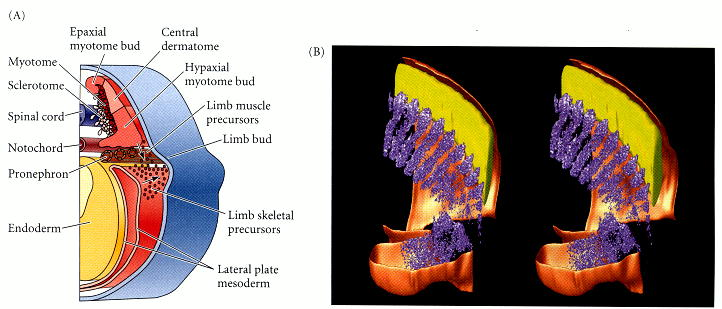 (A)
Epaxial
myotome bud
Central
dermatome
Myotome
Hypaxial
myotome bud
Sclerotome
Limb muscle
precursors
Spinal cord
Limb bud
Notochord
Pronephron
Limb skeletal
precursors
Endoderm
Lateral plate
mesoderm
(B)